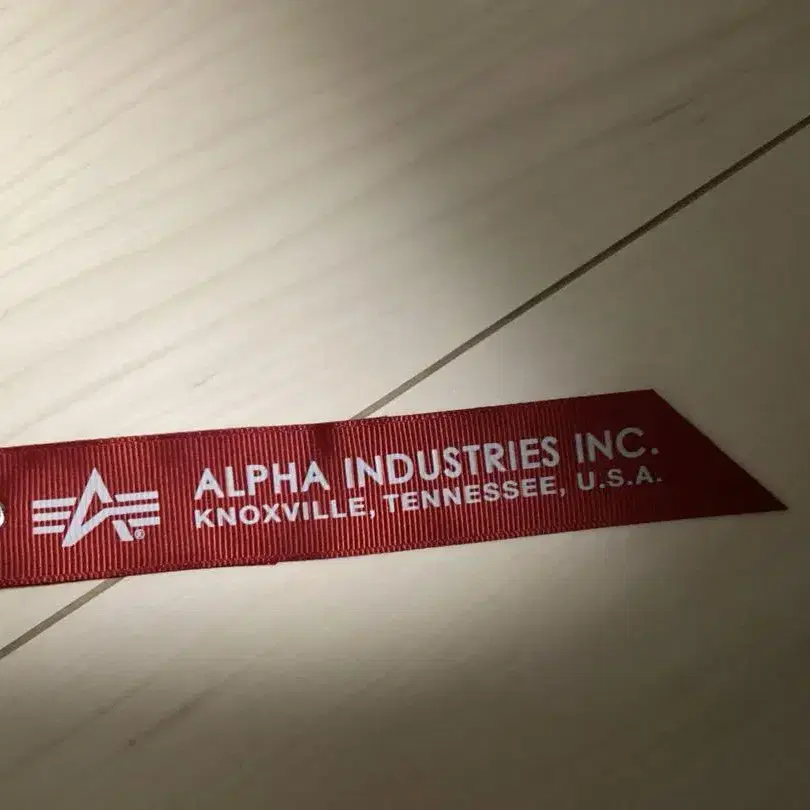 ALPHA INDUSTRIES INC.
KNOXVILLE, TENNESSEE, U.S.A.
®